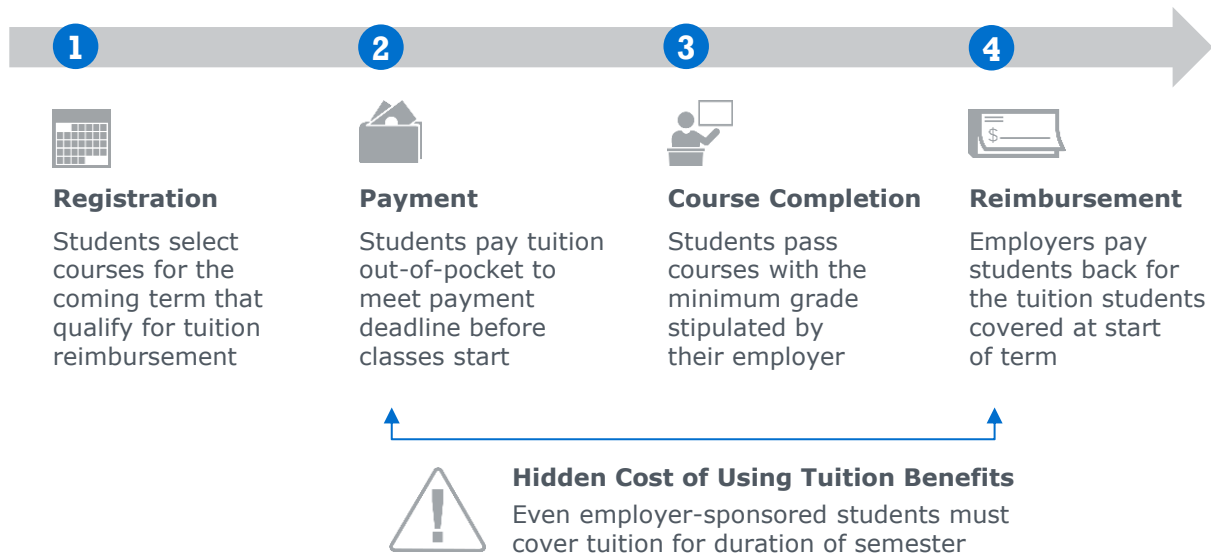 1
2
3
4
Registration
Students select
courses for the
coming term that
qualify for tuition
reimbursement
Payment
Students pay tuition
out-of-pocket to
meet payment
deadline before
classes start
Course Completion
Students pass
courses with the
minimum grade
stipulated by
their employer
$
Reimbursement
Employers pay
students back for
the tuition students
covered at start
of term
!
Hidden Cost of Using Tuition Benefits
Even employer-sponsored students must
cover tuition for duration of semester